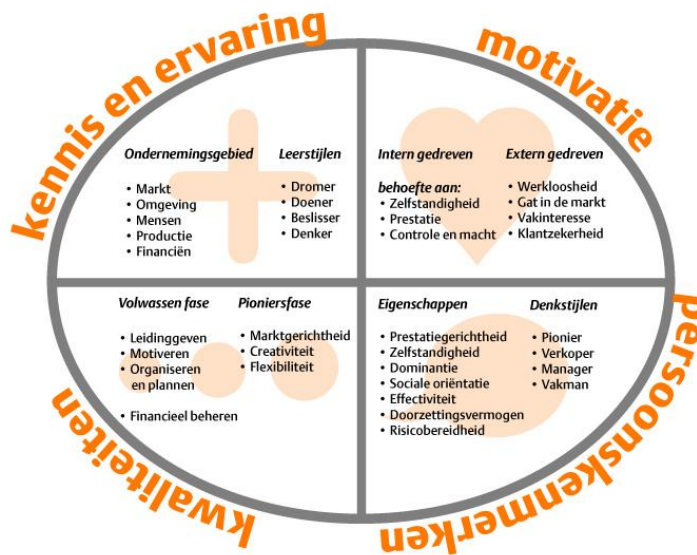 kennis en ervaring
Ondernemingsgebied
• Markt
• Omgeving
• Mensen
• Productie
• Financiën
Leerstijlen
• Dromer
• Doener
• Beslisser
• Denker
motivatie
Intern gedreven
behoefte aan:
• Zelfstandigheid
• Prestatie
• Controle en macht
Extern gedreven
• Werkloosheid
• Gat in de markt
• Vakinteresse
• Klantzekerheid
kwaliteiten
Volwassen fase
• Leidinggeven
• Motiveren
• Organiseren
en plannen
• Financieel beheren
Pioniersfase
• Marktgerichtheid
• Creativiteit
• Flexibiliteit
persoonskenmerken
Eigenschappen
• Prestatiegerichtheid
• Zelfstandigheid
• Dominantie
• Sociale oriëntatie
• Effectiviteit
• Doorzettingsvermogen
• Risicobereidheid
Denkstijlen
• Pionier
• Verkoper
• Manager
• Vakman